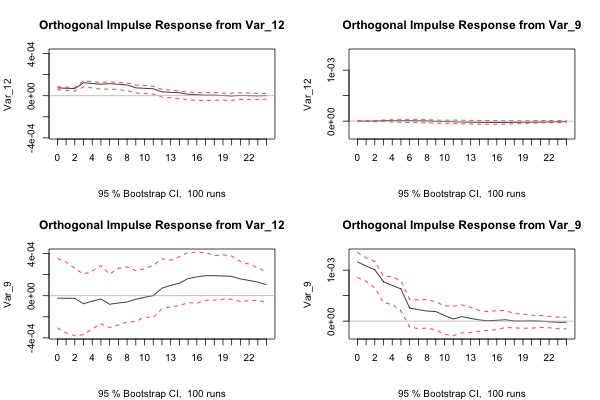 Orthogonal Impulse Response from Var_12
Var_12
4e-04
0e+00
-4e-04
0 2 4 6 8 10 13 16 19 22
95 % Bootstrap CI, 100 runs
Orthogonal Impulse Response from Var_9
Var_12
1e-03
0e+00
0 2 4 6 8 10 13 16 19 22
95 % Bootstrap CI, 100 runs
Orthogonal Impulse Response from Var_12
Var_9
4e-04
0e+00
-4e-04
0 2 4 6 8 10 13 16 19 22
95 % Bootstrap CI, 100 runs
Orthogonal Impulse Response from Var_9
Var_9
1e-03
0e+00
0 2 4 6 8 10 13 16 19 22
95 % Bootstrap CI, 100 runs